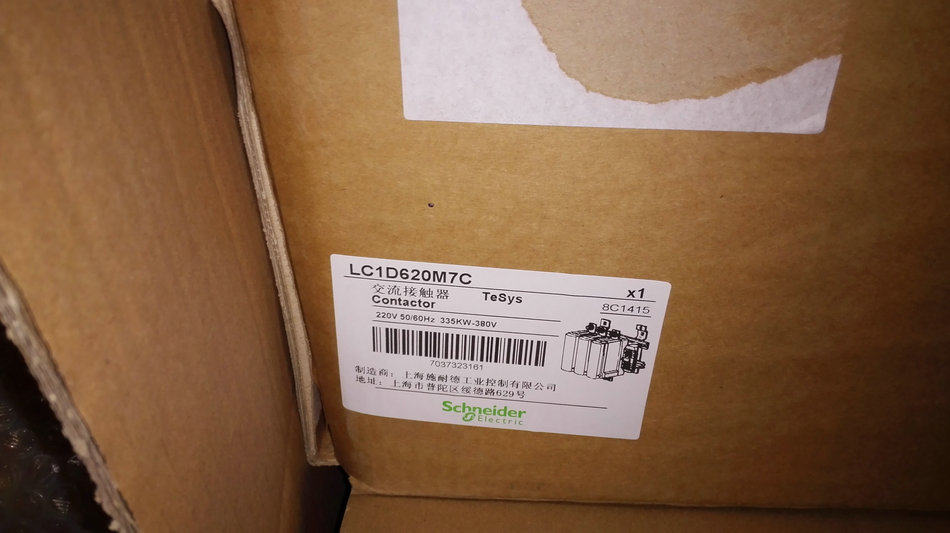 LC1D620M7C
x1
交流接触器 TeSys
Contactor
8C1415
220V 50/60Hz 335KW-380V
7037323161
制造商：上海施耐德工业控制有限公司
地址：上海市普陀区绥德路629号
Schneider
Electric